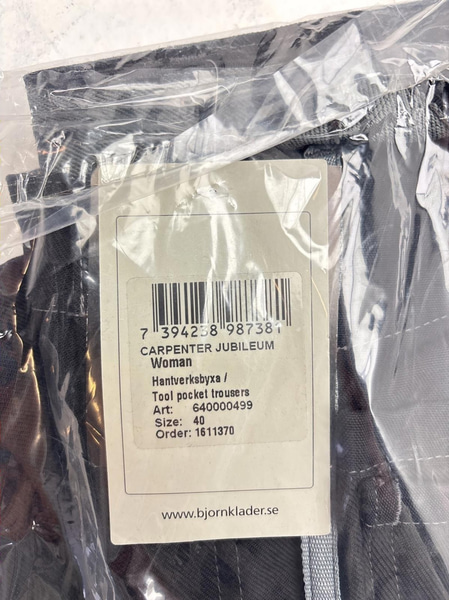 7 394238 987381
CARPENTER JUBILEUM
Woman
Hantverksbyxa /
Tool pocket trousers
Art: 640000499
Size: 40
Order: 1611370
www.bjornklader.se